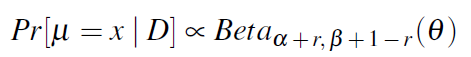 Pr[μ = x | D] ∝ Beta_{α+r, β+1−r}(θ)